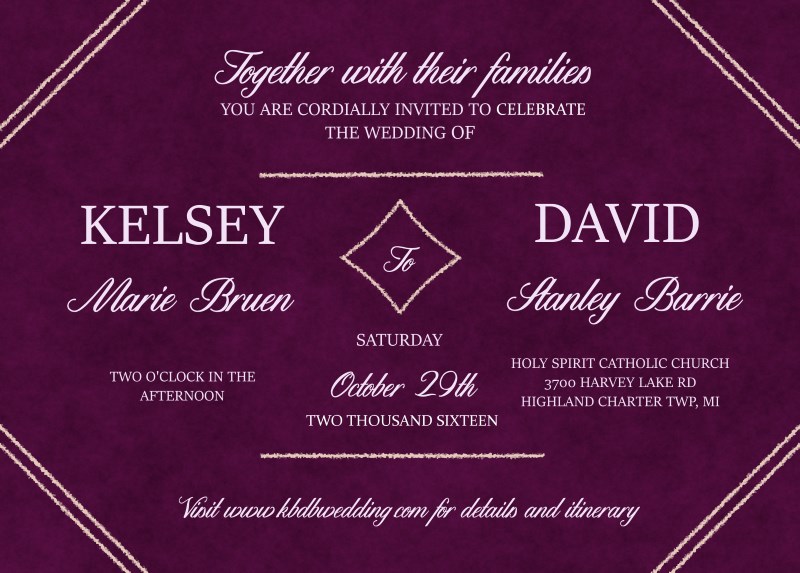 Together with their families
YOU ARE CORDIALLY INVITED TO CELEBRATE
THE WEDDING OF
KELSEY
Marie Bruen
To
DAVID
Stanley Barrie
TWO O'CLOCK IN THE
AFTERNOON
SATURDAY
October 29th
TWO THOUSAND SIXTEEN
HOLY SPIRIT CATHOLIC CHURCH
3700 HARVEY LAKE RD
HIGHLAND CHARTER TWP, MI
Visit www.kbdbwedding.com for details and itinerary